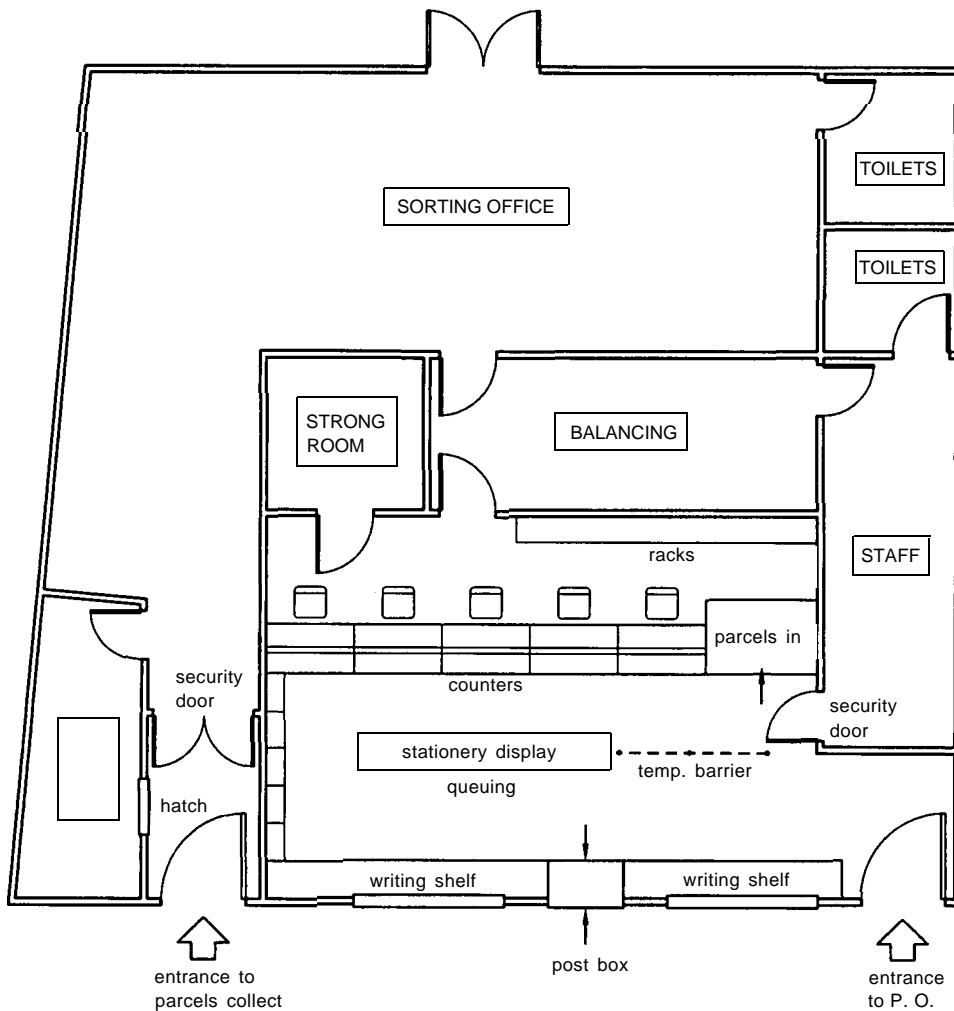 TOILETS
SORTING OFFICE
TOILETS
STRONG
ROOM
BALANCING
racks
STAFF
parcels in
counters
security
door
security
door
stationery display
temp. barrier
queuing
hatch
writing shelf
writing shelf
post box
entrance to
parcels collect
entrance
to P. O.